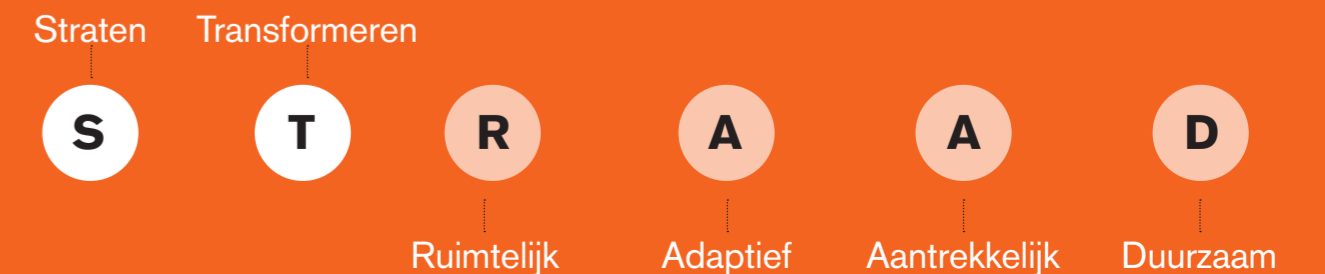 Straten Transformeren
S T R A A D
Ruimtelijk Adaptief Aantrekkelijk Duurzaam